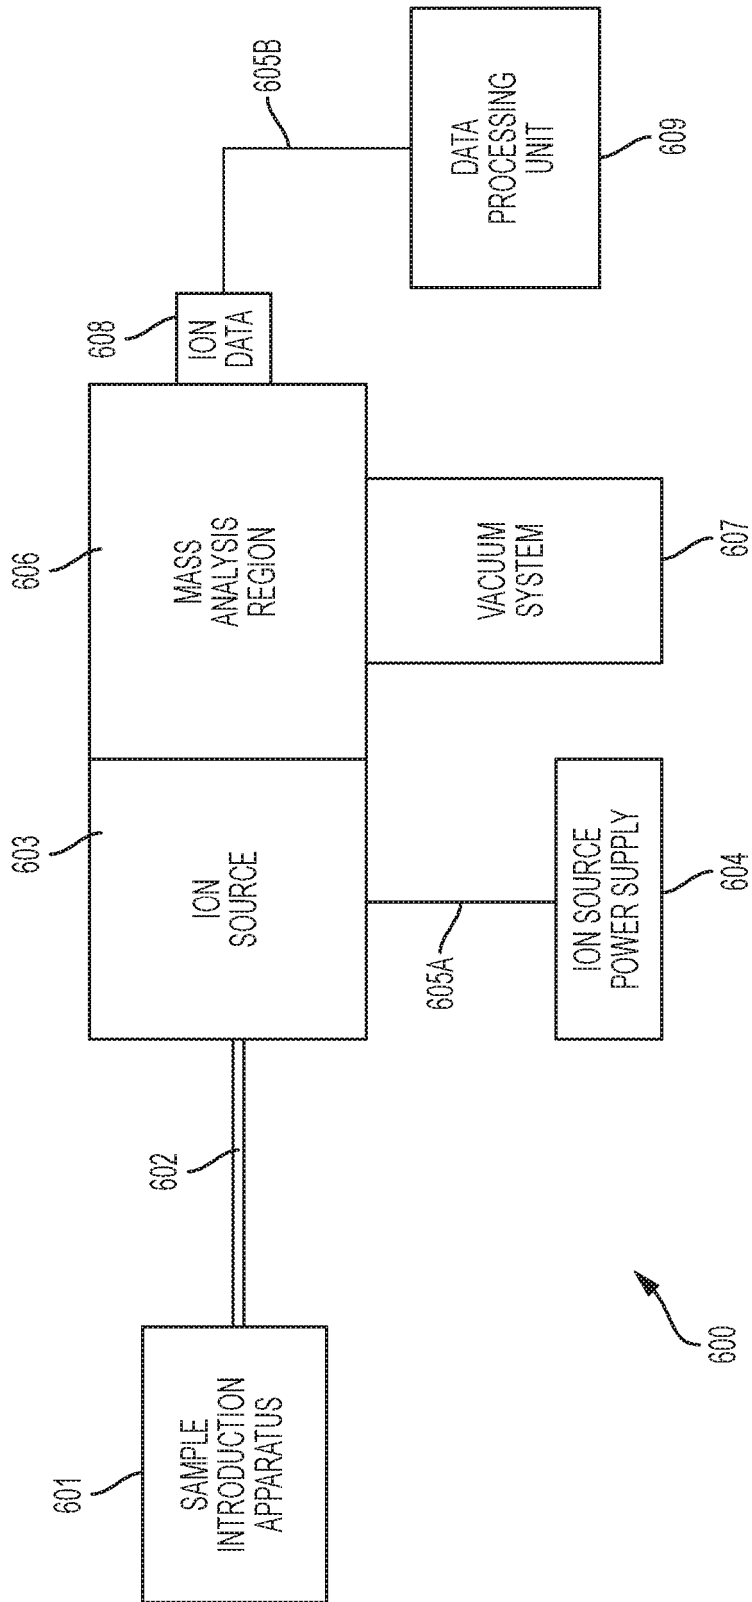 601
SAMPLE
INTRODUCTION
APPARATUS
602
603
ION
SOURCE
605A
ION SOURCE
POWER SUPPLY
604
606
MASS
ANALYSIS
REGION
VACUUM
SYSTEM
607
608
ION
DATA
605B
DATA
PROCESSING
UNIT
609
600